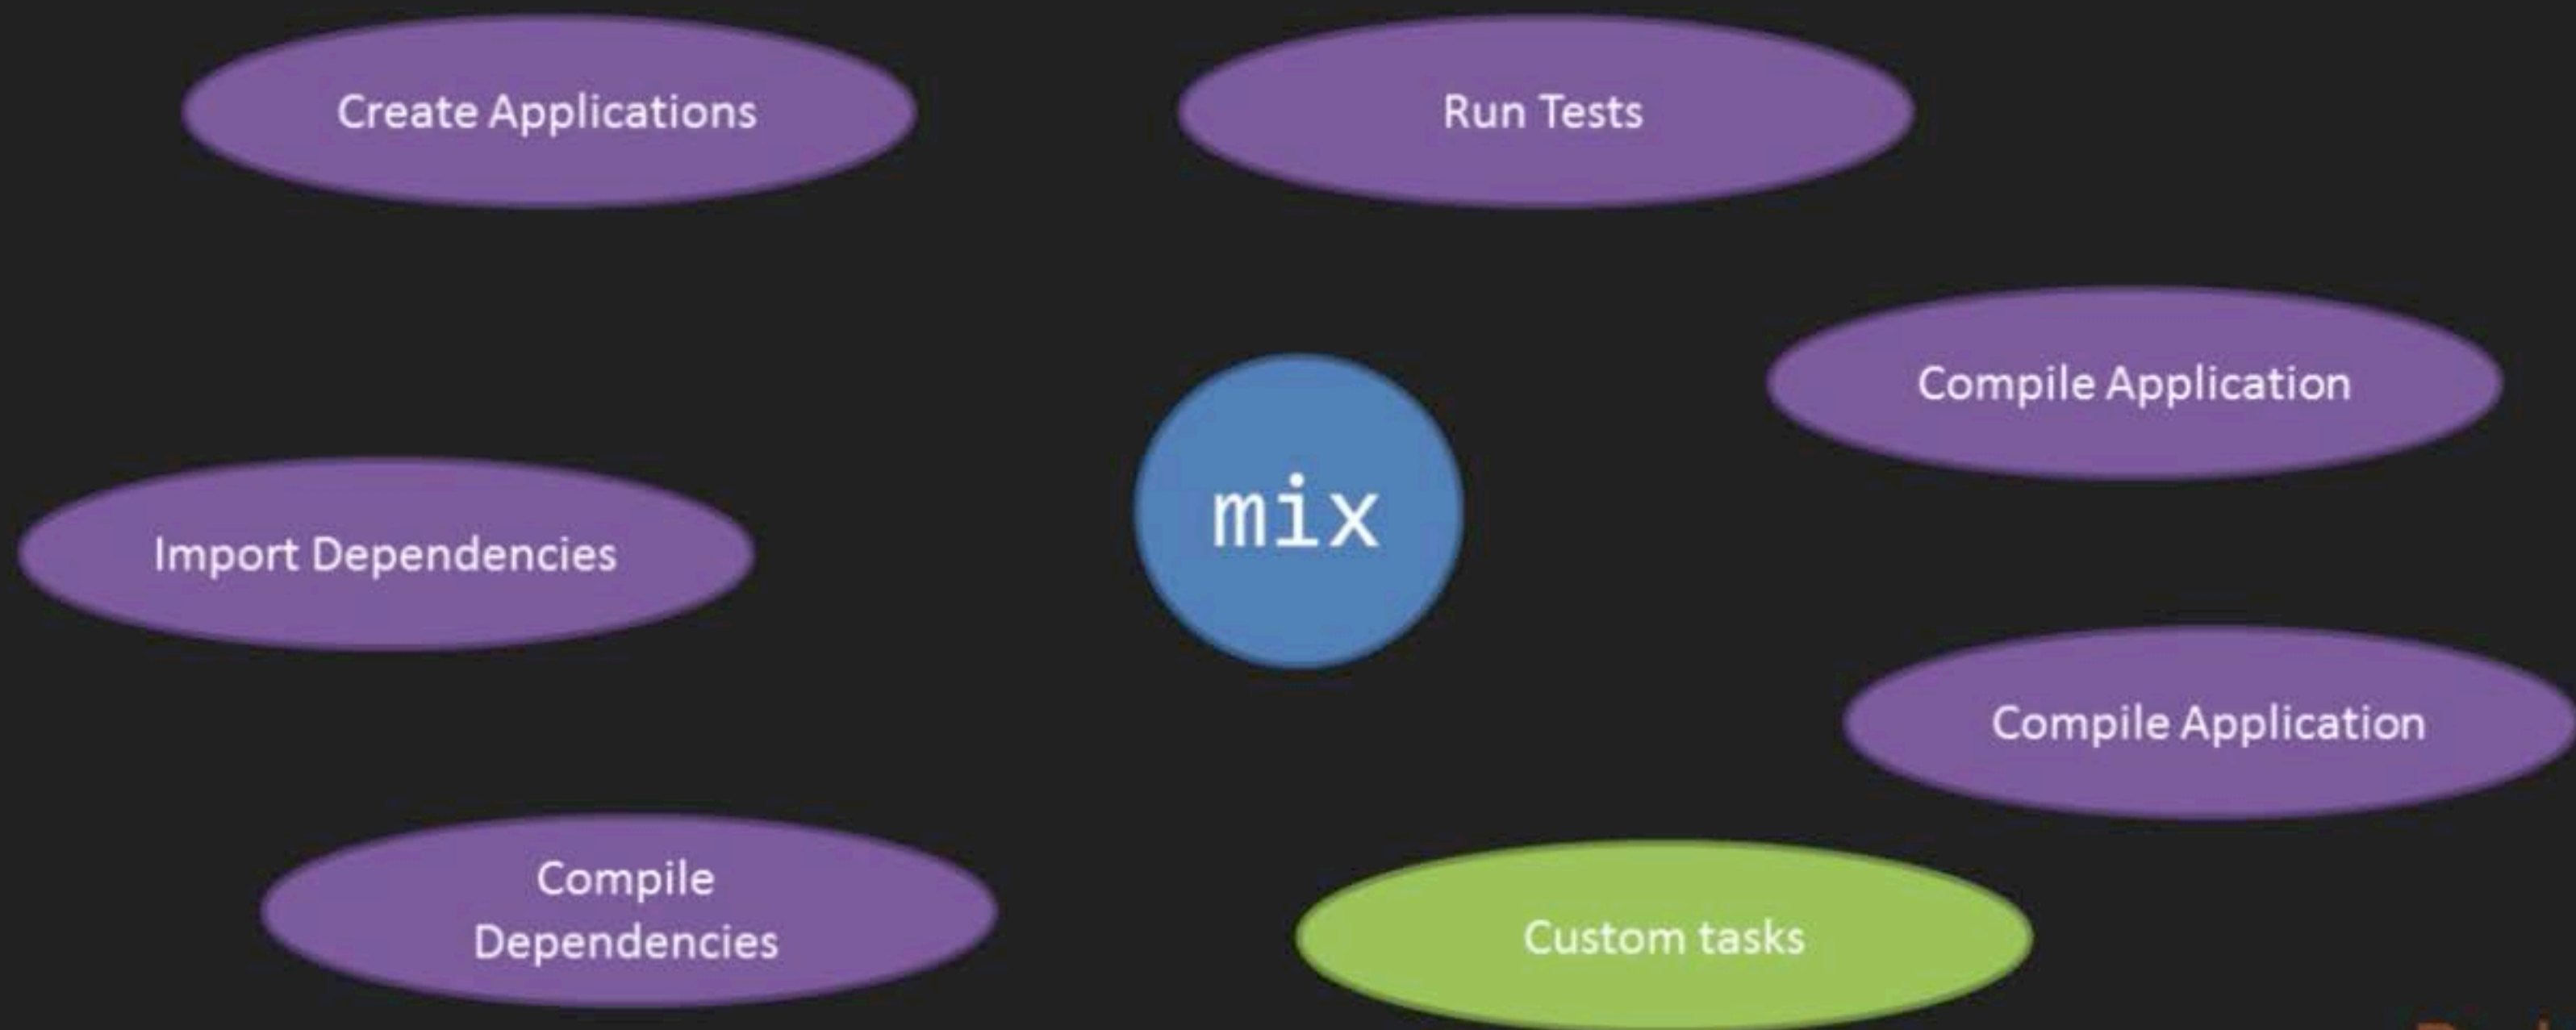 Create Applications
Run Tests
Compile Application
mix
Import Dependencies
Compile Application
Compile
Dependencies
Custom tasks